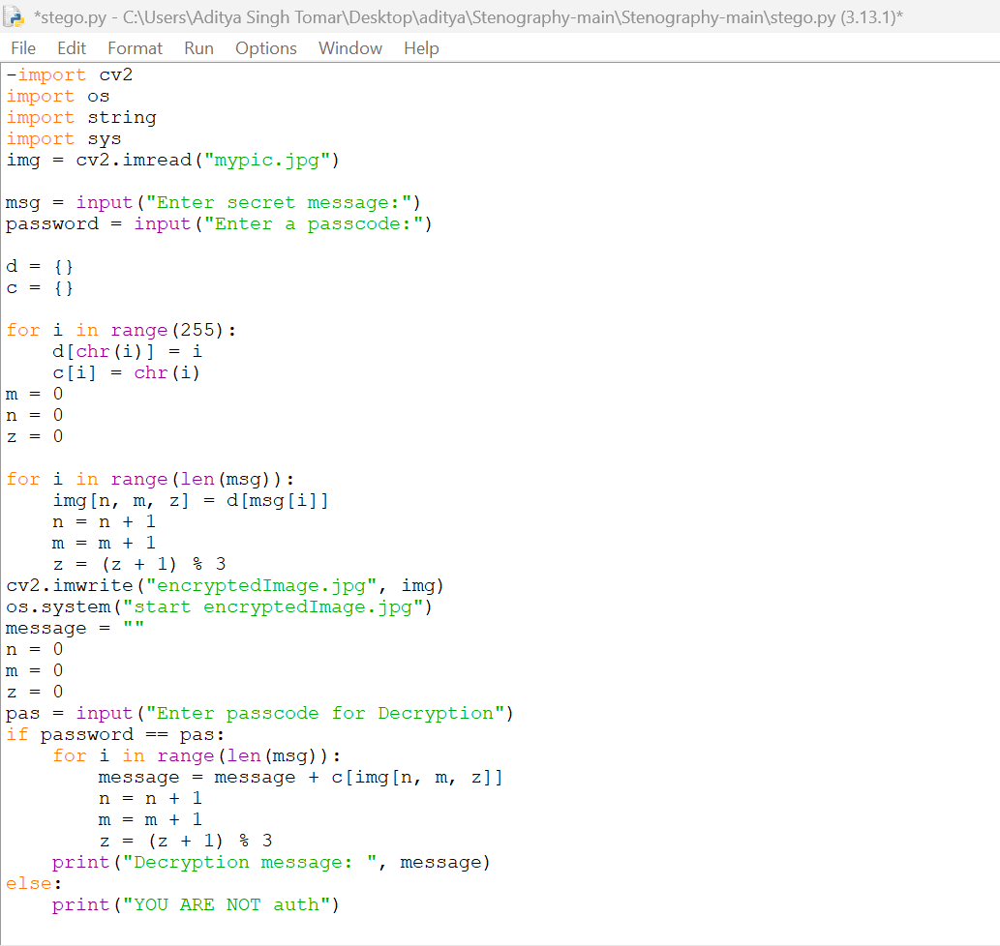 *stego.py - C:\Users\Aditya Singh Tomar\Desktop\aditya\Stenography-main\Stenography-main\stego.py (3.13.1)*
File Edit Format Run Options Window Help
-import cv2
import os
import string
import sys
img = cv2.imread("mypic.jpg")

msg = input("Enter secret message:")
password = input("Enter a passcode:")

d = {}
c = {}

for i in range(255):
    d[chr(i)] = i
    c[i] = chr(i)
m = 0
n = 0
z = 0

for i in range(len(msg)):
    img[n, m, z] = d[msg[i]]
    n = n + 1
    m = m + 1
    z = (z + 1) % 3
cv2.imwrite("encryptedImage.jpg", img)
os.system("start encryptedImage.jpg")
message = ""
n = 0
m = 0
z = 0
pas = input("Enter passcode for Decryption")
if password == pas:
    for i in range(len(msg)):
        message = message + c[img[n, m, z]]
        n = n + 1
        m = m + 1
        z = (z + 1) % 3
    print("Decryption message: ", message)
else:
    print("YOU ARE NOT auth")